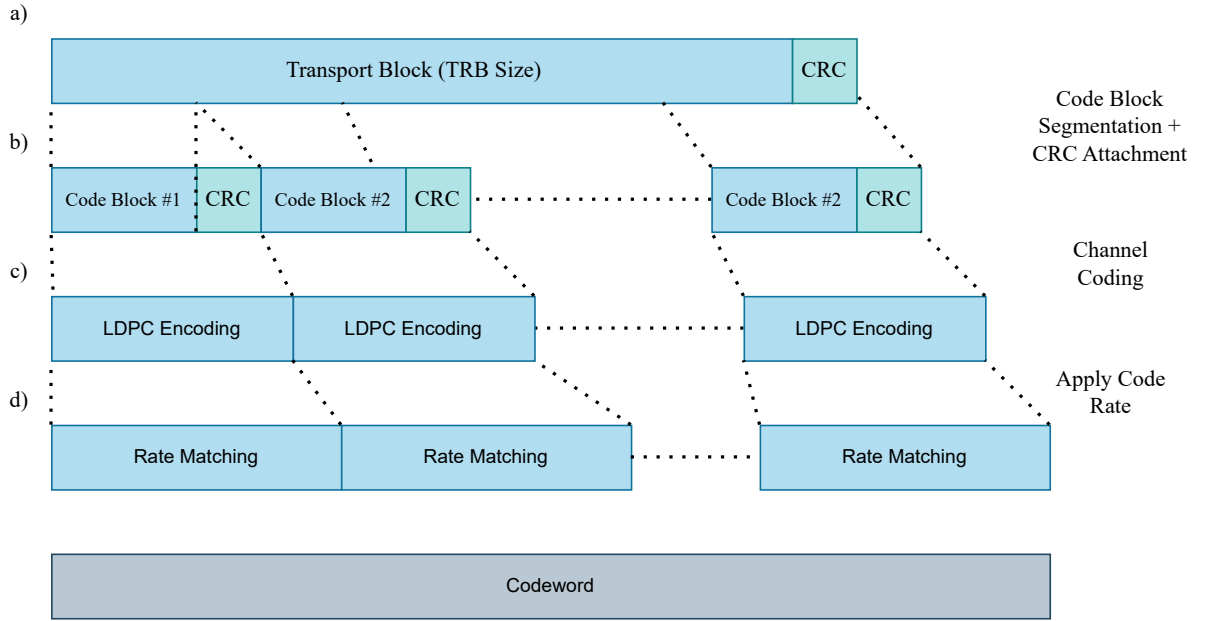 a)
Transport Block (TRB Size)
CRC
Code Block
Segmentation +
CRC Attachment
b)
Code Block #1
CRC
Code Block #2
CRC
Code Block #2
CRC
Channel
Coding
c)
LDPC Encoding
LDPC Encoding
LDPC Encoding
Apply Code
Rate
d)
Rate Matching
Rate Matching
Rate Matching
Codeword